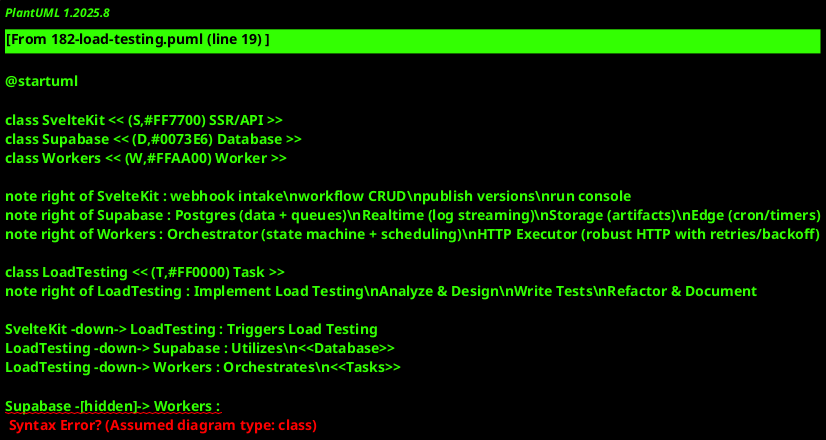 PlantUML 1.2025.8
[From 182-load-testing.puml (line 19) ]
@startuml
class SvelteKit << (S,#FF7700) SSR/API >>
class Supabase << (D,#0073E6) Database >>
class Workers << (W,#FFAA00) Worker >>
note right of SvelteKit : webhook intake\nworkflow CRUD\npublish versions\nrun console
note right of Supabase : Postgres (data + queues)\nRealtime (log streaming)\nStorage (artifacts)\nEdge (cron/timers)
note right of Workers : Orchestrator (state machine + scheduling)\nHTTP Executor (robust HTTP with retries/backoff)
class LoadTesting << (T,#FF0000) Task >>
note right of LoadTesting : Implement Load Testing\nAnalyze & Design\nWrite Tests\nRefactor & Document
SvelteKit -down-> LoadTesting : Triggers Load Testing
LoadTesting -down-> Supabase : Utilizes\n<<Database>>
LoadTesting -down-> Workers : Orchestrates\n<<Tasks>>
Supabase -[hidden]-> Workers :
Syntax Error? (Assumed diagram type: class)